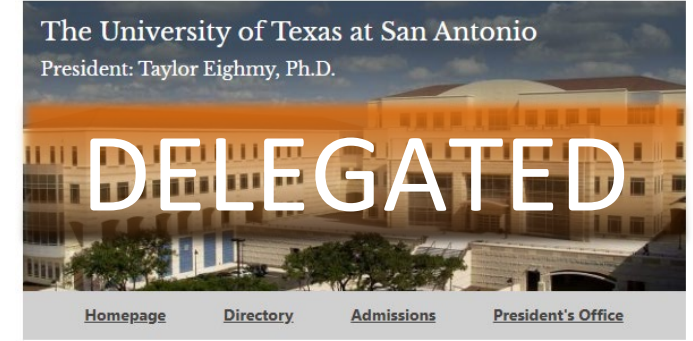 The University of Texas at San Antonio
President: Taylor Eighmy, Ph.D.
DELEGATED
Homepage Directory Admissions President's Office